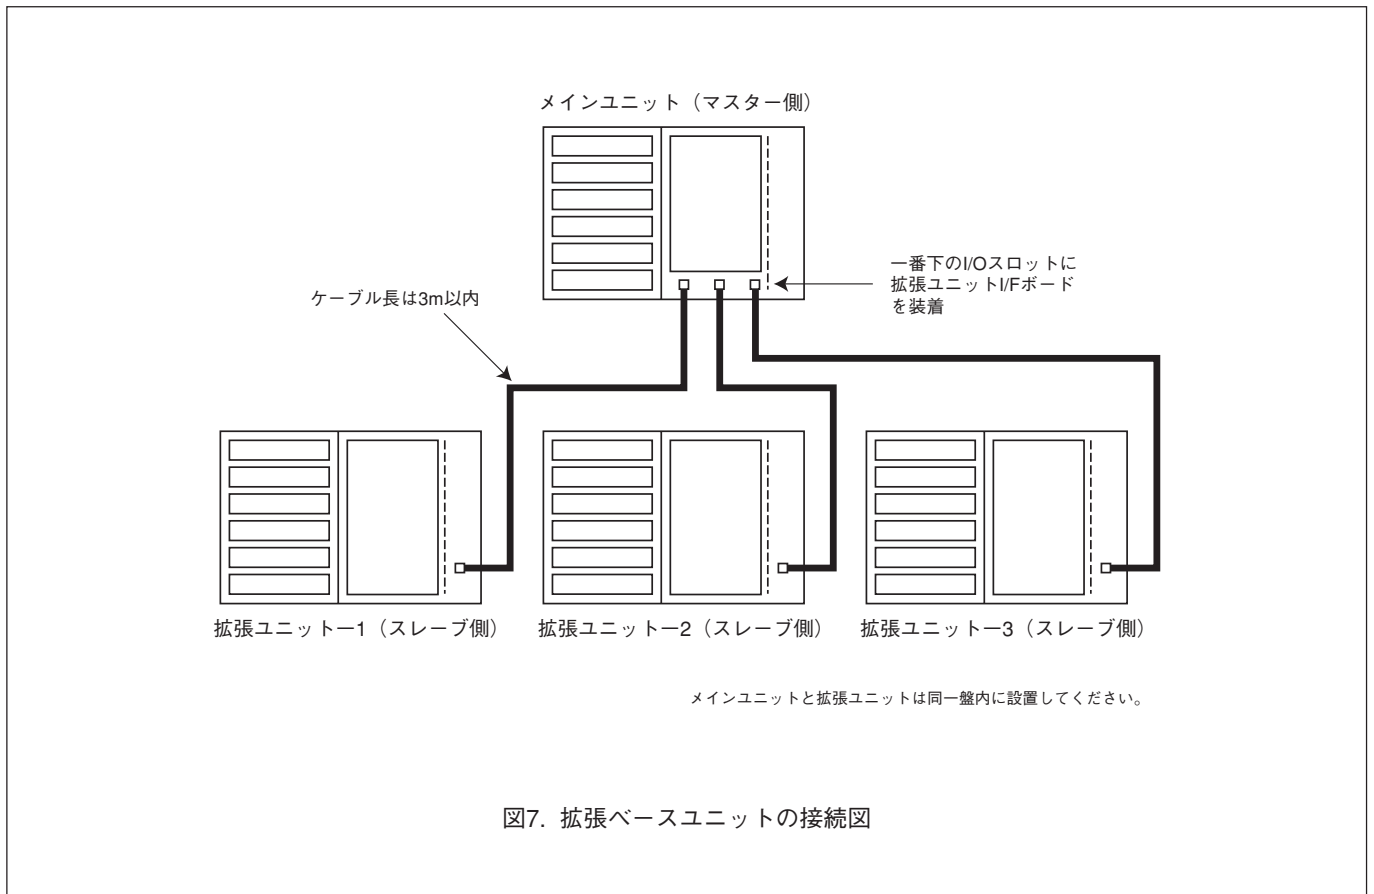 メインユニット（マスター側）
一番下のI/Oスロットに
拡張ユニットI/Fボード
を装着
ケーブル長は3m以内
拡張ユニットー1（スレーブ側）
拡張ユニットー2（スレーブ側）
拡張ユニットー3（スレーブ側）
メインユニットと拡張ユニットは同一盤内に設置してください。
図7. 拡張ベースユニットの接続図